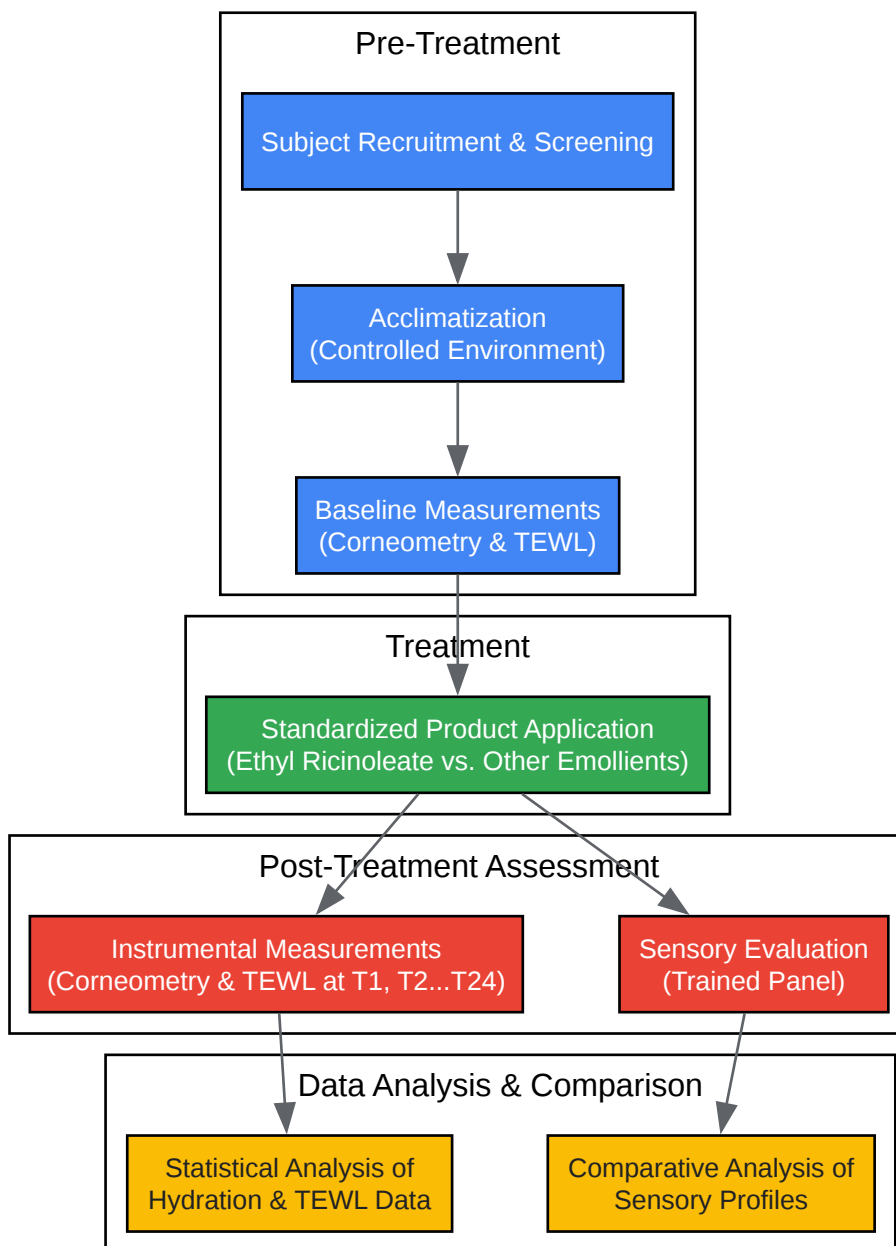 Pre-Treatment
Subject Recruitment & Screening
Acclimatization
(Controlled Environment)
Baseline Measurements
(Corneometry & TEWL)
Treatment
Standardized Product Application
(Ethyl Ricinoleate vs. Other Emollients)
Post-Treatment Assessment
Instrumental Measurements
(Corneometry & TEWL at T1, T2...T24)
Sensory Evaluation
(Trained Panel)
Data Analysis & Comparison
Statistical Analysis of
Hydration & TEWL Data
Comparative Analysis of
Sensory Profiles